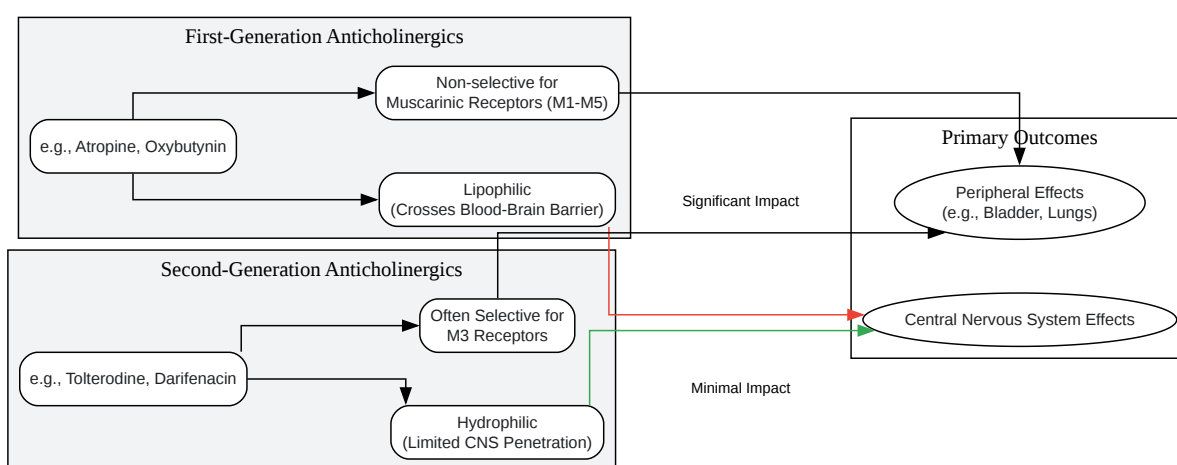 First-Generation Anticholinergics
Non-selective for
Muscarinic Receptors (M1-M5)
e.g., Atropine, Oxybutynin
Lipophilic
(Crosses Blood-Brain Barrier)
Second-Generation Anticholinergics
Often Selective for
M3 Receptors
e.g., Tolterodine, Darifenacin
Hydrophilic
(Limited CNS Penetration)
Significant Impact
Minimal Impact
Primary Outcomes
Peripheral Effects
(e.g., Bladder, Lungs)
Central Nervous System Effects